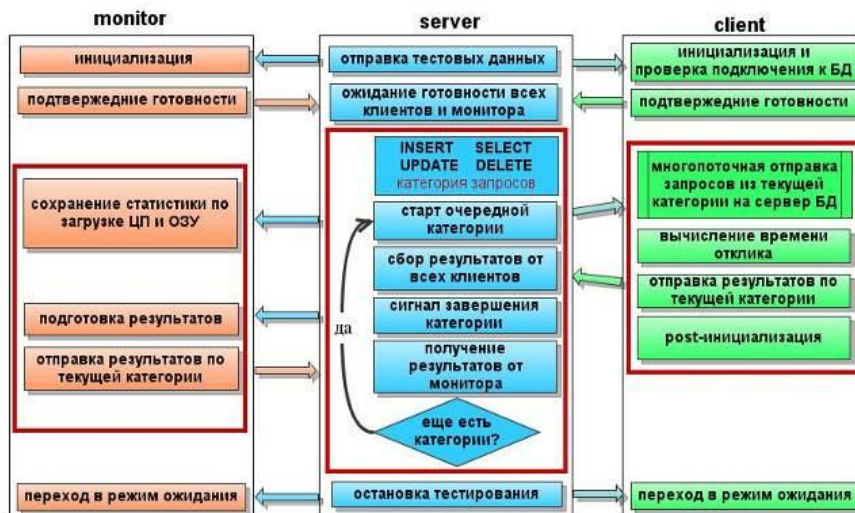 monitor
инициализация
подтвержедние готовности
сохранение статистики по
загрузке ЦП и ОЗУ
подготовка результатов
отправка результатов по
текущей категории
переход в режим ожидания
server
отправка тестовых данных
ожидание готовности всех
клиентов и монитора
INSERT SELECT
UPDATE DELETE
категория запросов
старт очередной
категории
сбор результатов от
всех клиентов
сигнал завершения
категории
да
получение
результатов от
монитора
еще есть
категории?
остановка тестирования
client
инициализация и
проверка подключения к БД
подтвержедние готовности
многопоточная отправка
запросов из текущей
категории на сервер БД
вычисление времени
отклика
отправка результатов по
текущей категории
post-инициализация
переход в режим ожидания